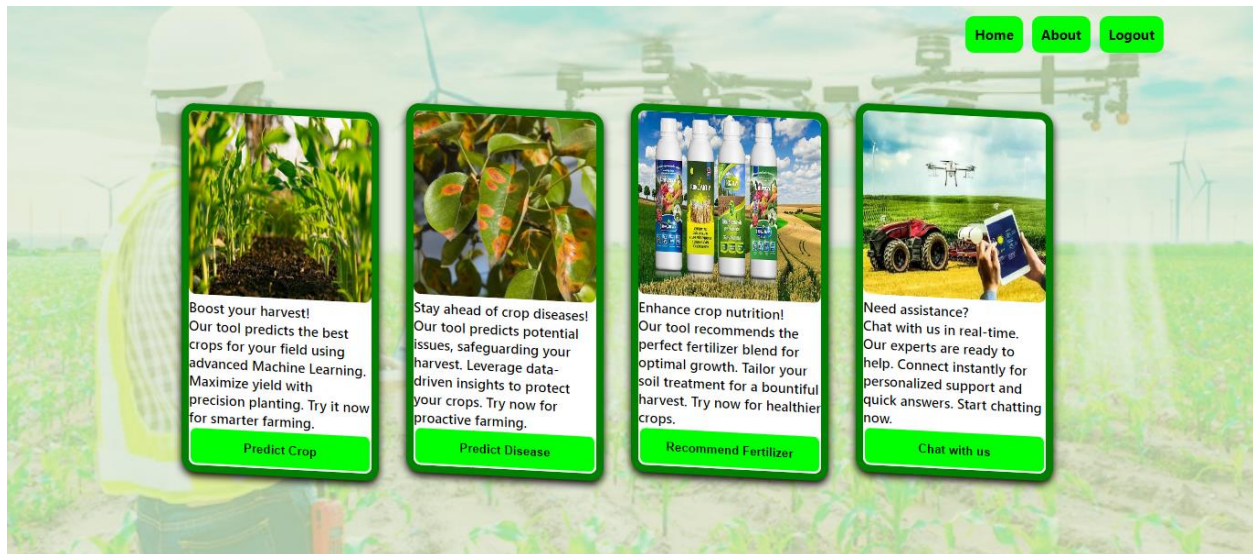 Home
About
Logout
Boost your harvest!
Our tool predicts the best
crops for your field using
advanced Machine Learning.
Maximize yield with
precision planting. Try it now
for smarter farming.
Predict Crop
Stay ahead of crop diseases!
Our tool predicts potential
issues, safeguarding your
harvest. Leverage data-
driven insights to protect
your crops. Try now for
proactive farming.
Predict Disease
Enhance crop nutrition!
Our tool recommends the
perfect fertilizer blend for
optimal growth. Tailor your
soil treatment for a bountiful
harvest. Try now for healthier
crops.
Recommend Fertilizer
Need assistance?
Chat with us in real-time.
Our experts are ready to
help. Connect instantly for
personalized support and
quick answers. Start chatting
now.
Chat with us